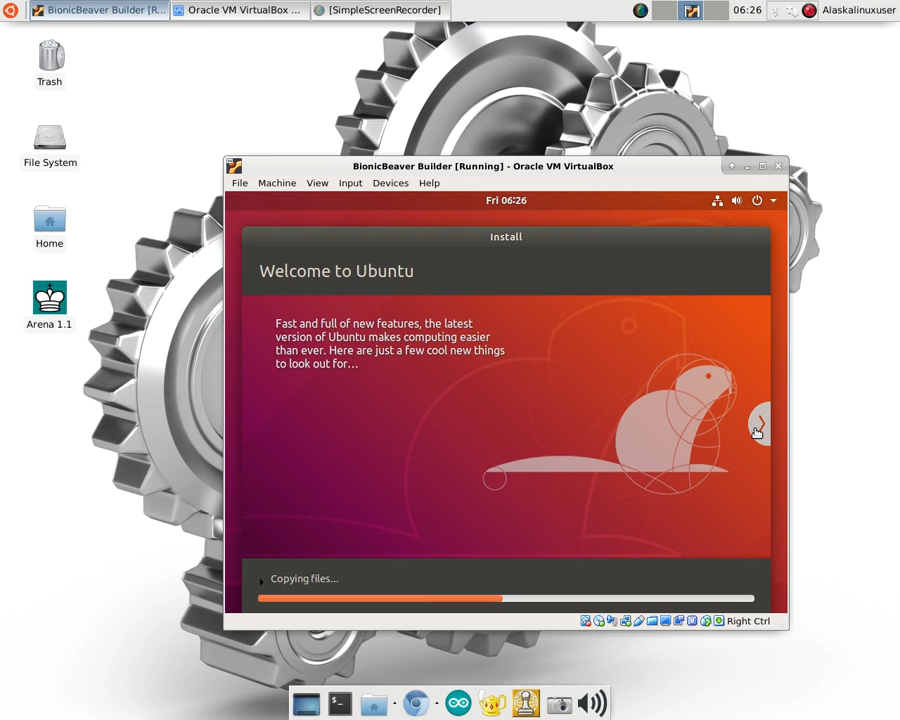 BionicBeaver Builder [R...
Oracle VM VirtualBox ...
[SimpleScreenRecorder]
06:26
Alaskalinuxuser
Trash
File System
Home
Arena 1.1
BionicBeaver Builder [Running] - Oracle VM VirtualBox
File Machine View Input Devices Help
Fri 06:26
Install
Welcome to Ubuntu
Fast and full of new features, the latest
version of Ubuntu makes computing easier
than ever. Here are just a few cool new things
to look out for…
Copying files...
Right Ctrl